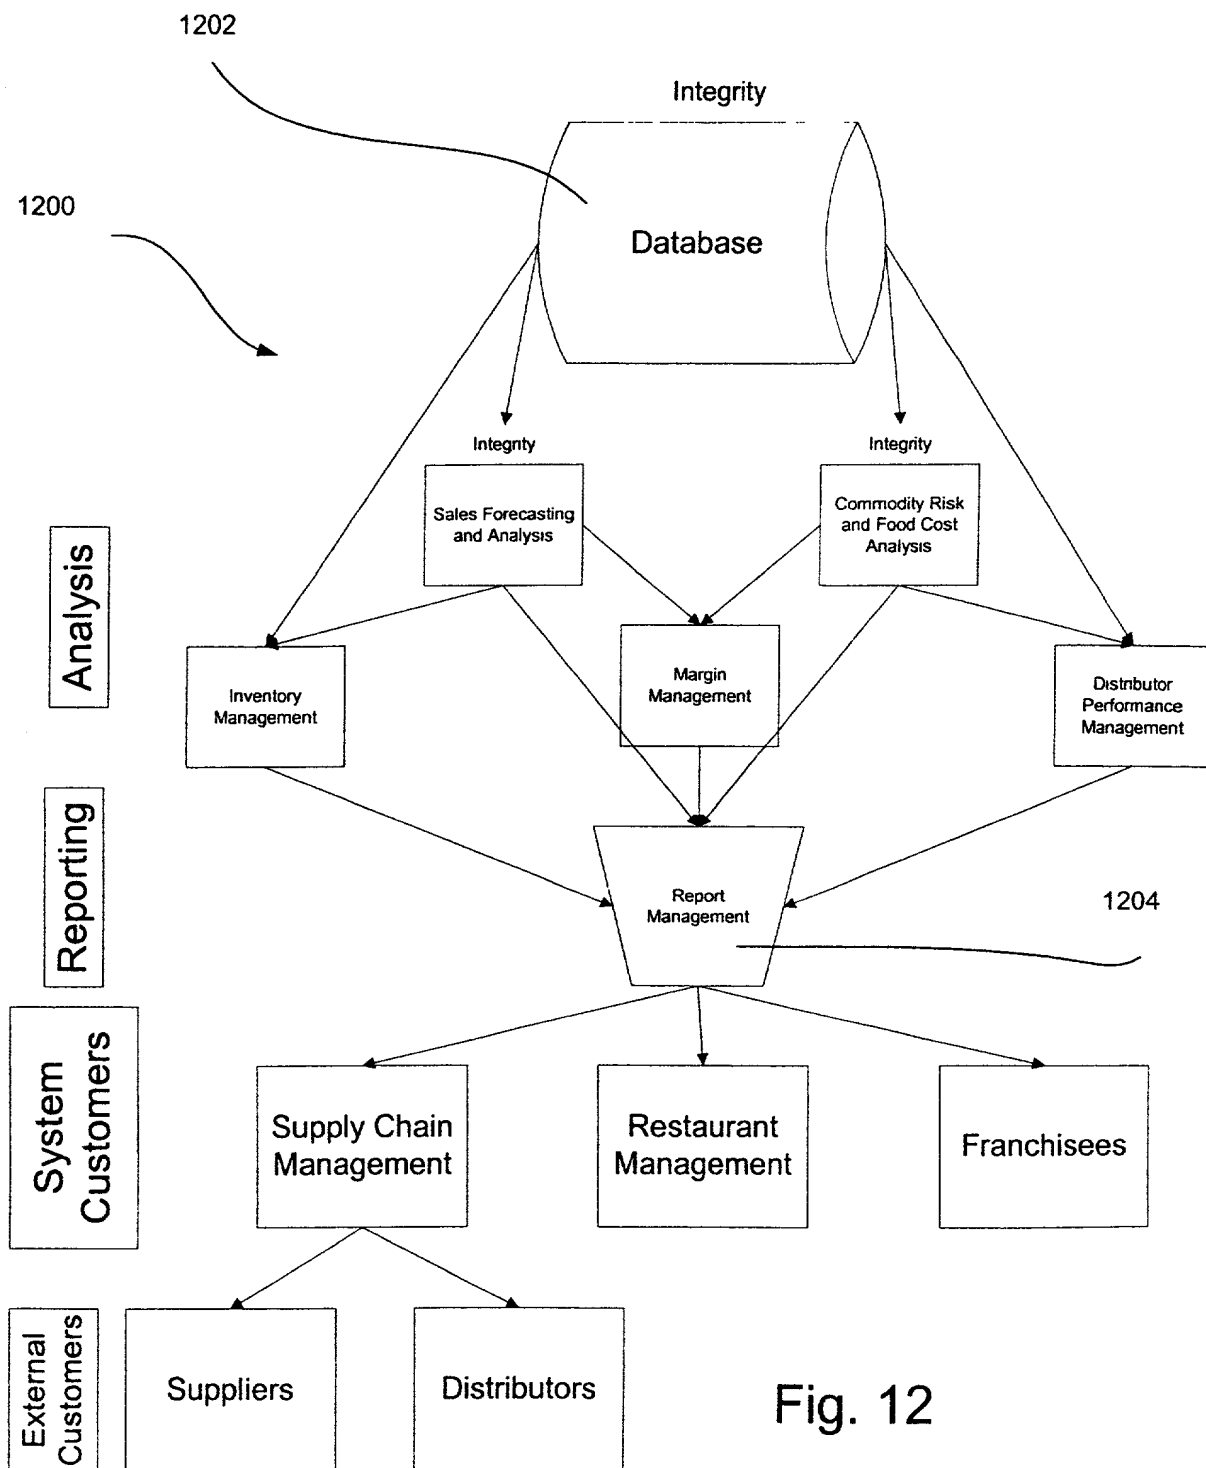 1202
Integrity
1200
Database
Integrity
Integrity
Sales Forecasting
and Analysis
Commodity Risk
and Food Cost
Analysis
Analysis
Inventory
Management
Margin
Management
Distributor
Performance
Management
Reporting
Report
Management
1204
System
Customers
Supply Chain
Management
Restaurant
Management
Franchisees
External
Customers
Suppliers
Distributors
Fig. 12